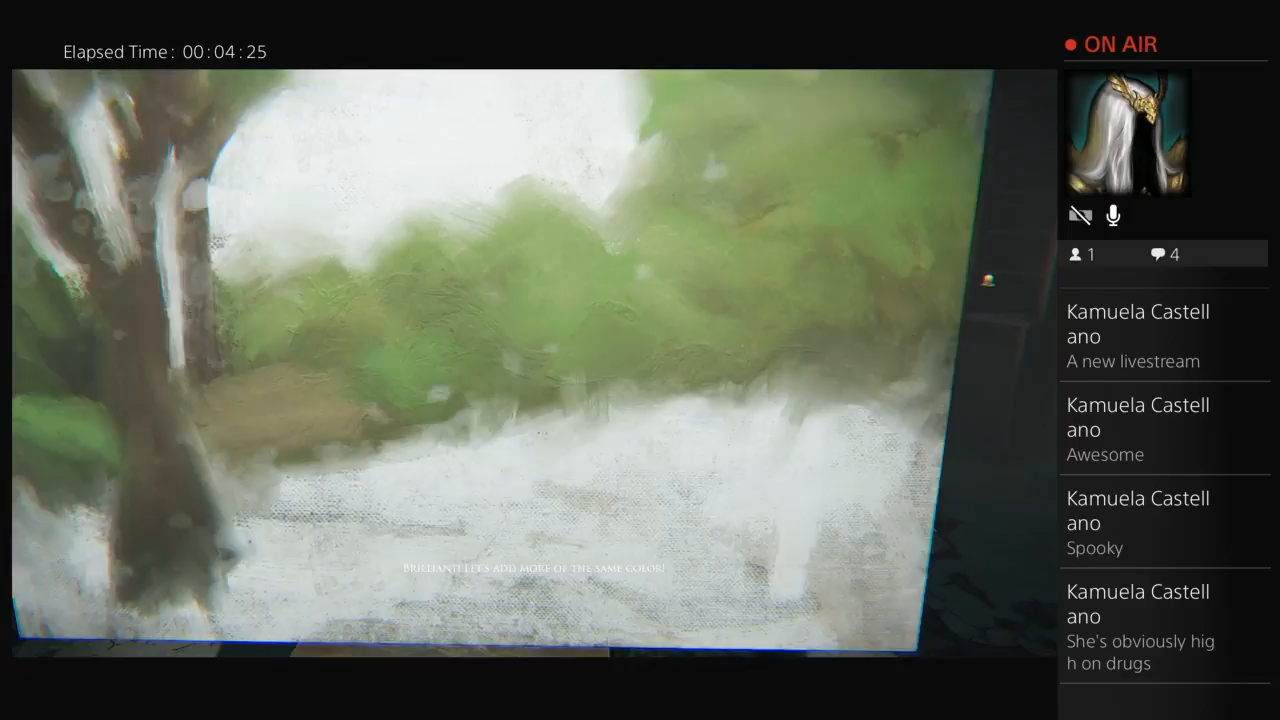 Elapsed Time: 00:04:25
ON AIR
1 4
Kamuela Castell
ano
A new livestream
Kamuela Castell
ano
Awesome
Kamuela Castell
ano
Spooky
Kamuela Castell
ano
She's obviously hig
h on drugs
Brilliant! Let's add more of the same color!